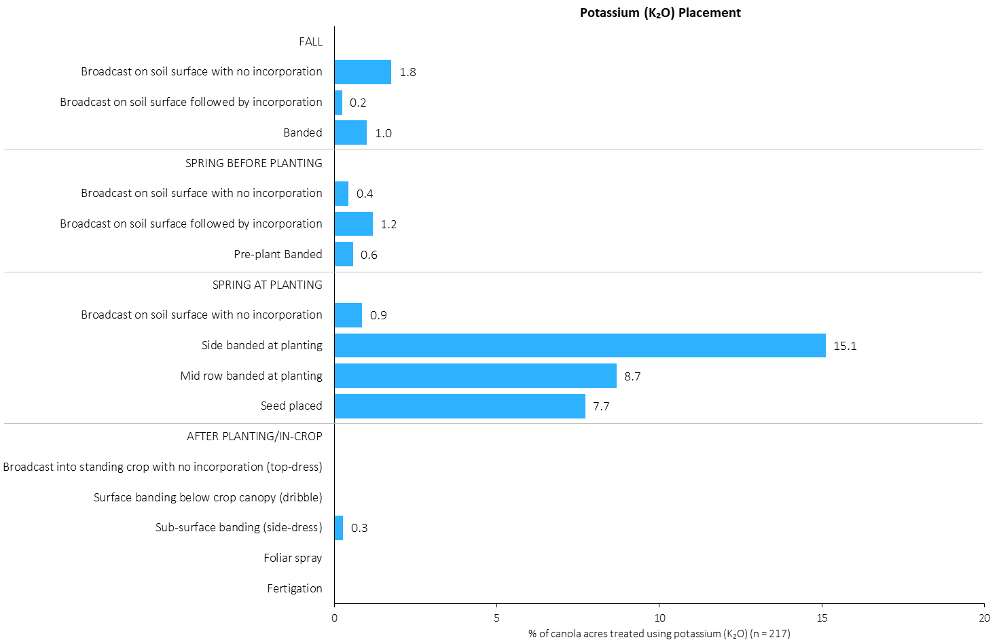 Potassium (K₂O) Placement
FALL
Broadcast on soil surface with no incorporation 1.8
Broadcast on soil surface followed by incorporation 0.2
Banded 1.0
SPRING BEFORE PLANTING
Broadcast on soil surface with no incorporation 0.4
Broadcast on soil surface followed by incorporation 1.2
Pre-plant Banded 0.6
SPRING AT PLANTING
Broadcast on soil surface with no incorporation 0.9
Side banded at planting 15.1
Mid row banded at planting 8.7
Seed placed 7.7
AFTER PLANTING/IN-CROP
Broadcast into standing crop with no incorporation (top-dress)
Surface banding below crop canopy (dribble)
Sub-surface banding (side-dress) 0.3
Foliar spray
Fertigation
0 5 10 15 20
% of canola acres treated using potassium (K₂O) (n = 217)